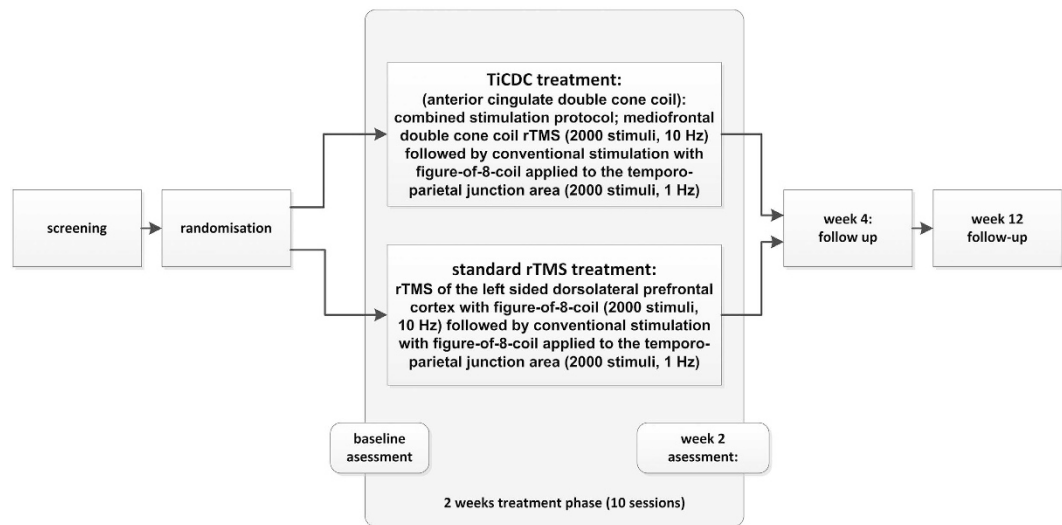 screening
randomisation
TiCDC treatment:
(anterior cingulate double cone coil):
combined stimulation protocol; mediofrontal
double cone coil rTMS (2000 stimuli, 10 Hz)
followed by conventional stimulation with
figure-of-8-coil applied to the temporo-
parietal junction area (2000 stimuli, 1 Hz)
standard rTMS treatment:
rTMS of the left sided dorsolateral prefrontal
cortex with figure-of-8-coil (2000 stimuli,
10 Hz) followed by conventional stimulation
with figure-of-8-coil applied to the temporo-
parietal junction area (2000 stimuli, 1 Hz)
week 4:
follow up
week 12
follow-up
baseline
asessment
week 2
asessment:
2 weeks treatment phase (10 sessions)